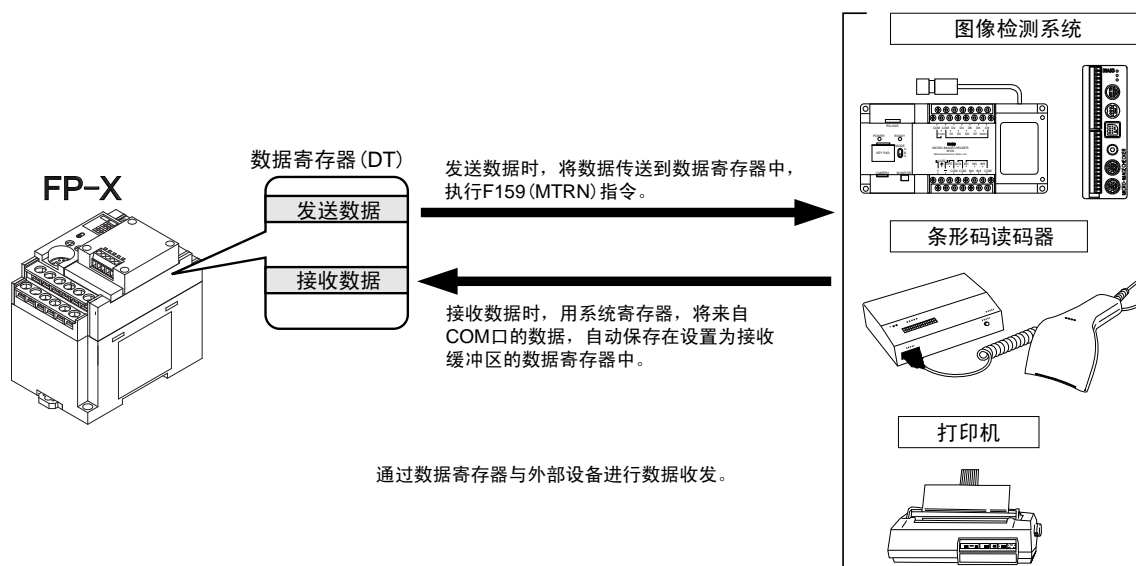 图像检测系统
数据寄存器(DT)
FP-X
发送数据
接收数据
发送数据时，将数据传送到数据寄存器中，
执行F159(MTRN)指令。
接收数据时，用系统寄存器，将来自
COM口的数据，自动保存在设置为接收
缓冲区的数据寄存器中。
条形码读码器
打印机
通过数据寄存器与外部设备进行数据收发。